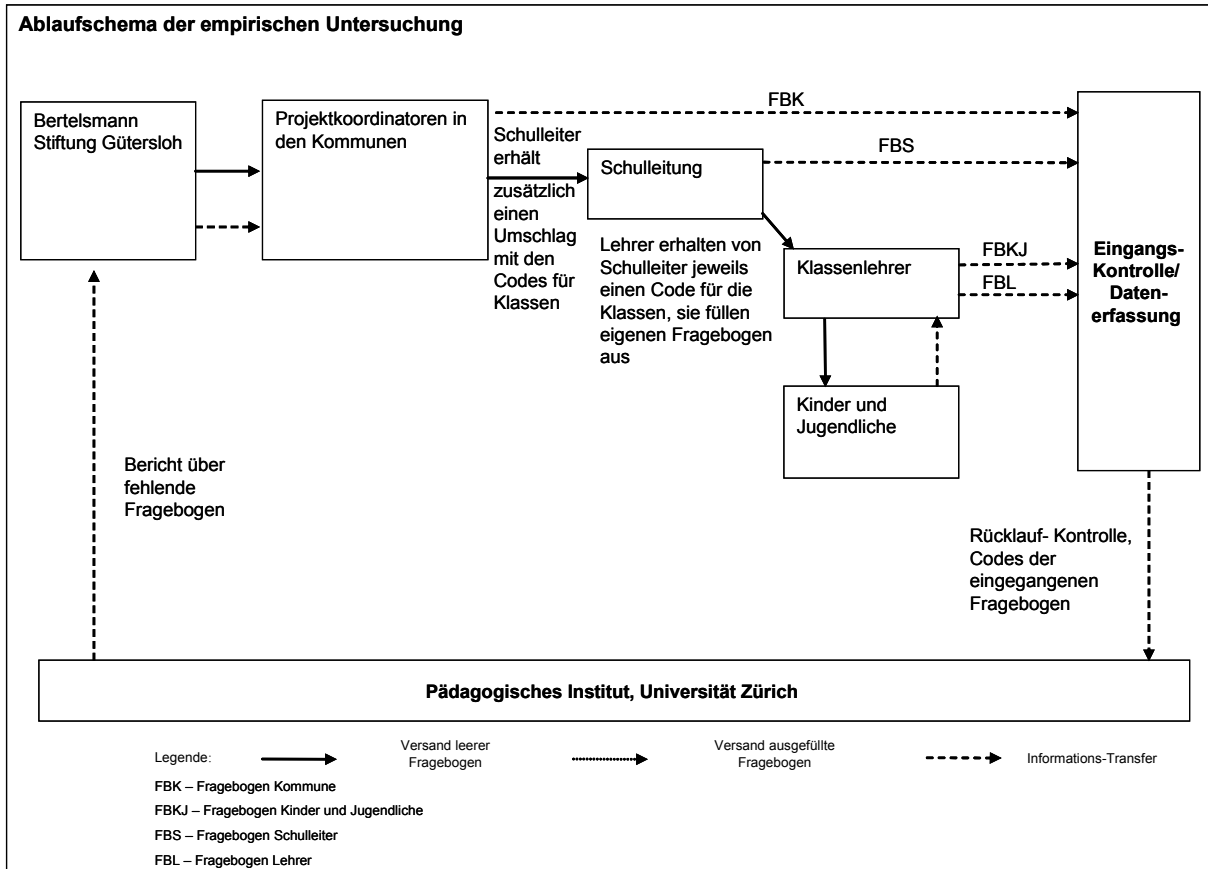 Ablaufschema der empirischen Untersuchung
Bertelsmann
Stiftung Gütersloh
Projektkoordinatoren in
den Kommunen
Schulleiter
erhält
zusätzlich
einen
Umschlag
mit den
Codes für
Klassen
FBK
Schulleitung
FBS
Lehrer erhalten von
Schulleiter jeweils
einen Code für die
Klassen, sie füllen
eigenen Fragebogen
aus
Klassenlehrer
FBKJ
FBL
Kinder und
Jugendliche
Eingangs-
Kontrolle/
Daten-
erfassung
Bericht über
fehlende
Fragebogen
Rücklauf- Kontrolle,
Codes der
eingegangenen
Fragebogen
Pädagogisches Institut, Universität Zürich
Legende:
Versand leerer
Fragebogen
Versand ausgefüllte
Fragebogen
Informations-Transfer
FBK – Fragebogen Kommune
FBKJ – Fragebogen Kinder und Jugendliche
FBS – Fragebogen Schulleiter
FBL – Fragebogen Lehrer